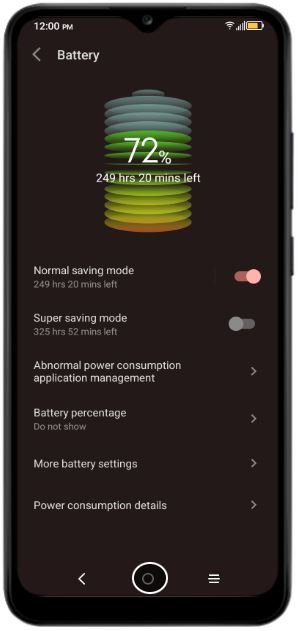 12:00 PM
Battery
72%
249 hrs 20 mins left
Normal saving mode
249 hrs 20 mins left
Super saving mode
325 hrs 52 mins left
Abnormal power consumption
application management
Battery percentage
Do not show
More battery settings
Power consumption details